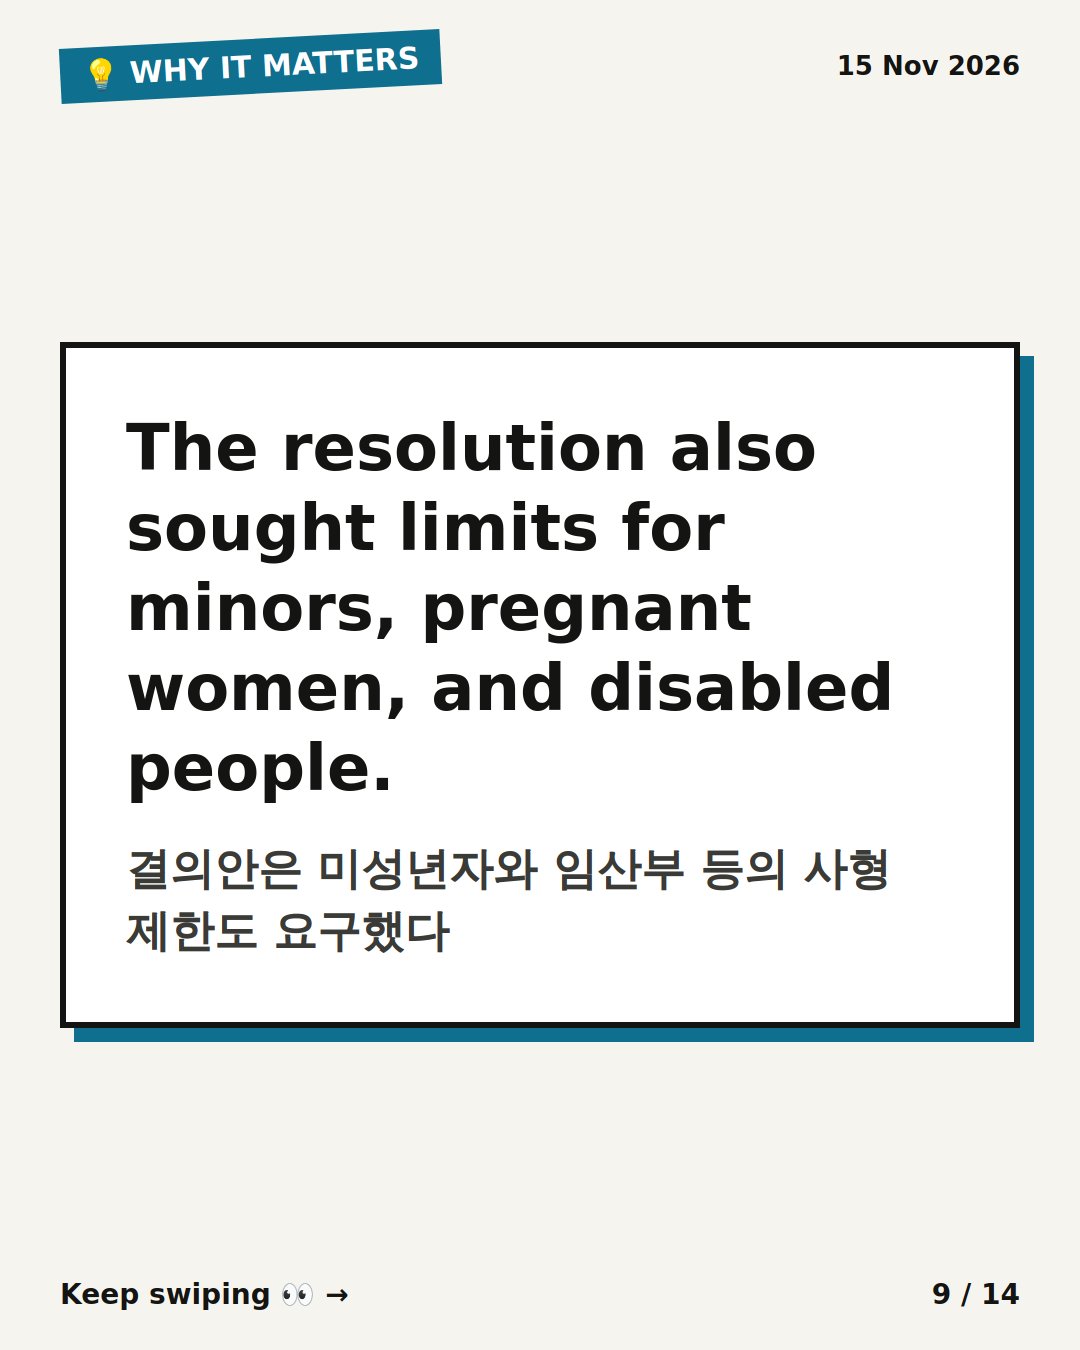 💡 WHY IT MATTERS
15 Nov 2026
The resolution also
sought limits for
minors, pregnant
women, and disabled
people.
결의안은 미성년자와 임산부 등의 사형
제한도 요구했다
Keep swiping 👀 →
9 / 14